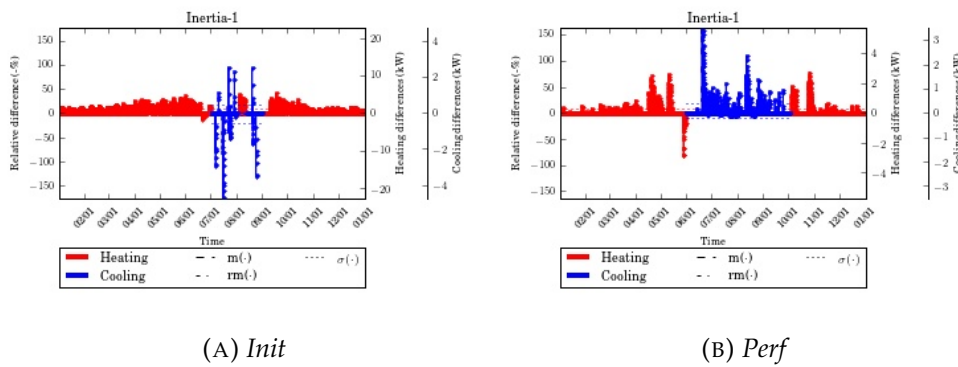 Inertia-1
150
100
50
0
−50
−100
−150
Relative difference (-%)
20
10
0
−10
−20
Heating differences (kW)
4
2
0
−2
−4
Cooling differences (kW)
02/01 03/01 04/01 05/01 06/01 07/01 08/01 09/01 10/01 11/01 12/01 01/01
Time
Heating m(·) σ(·)
Cooling rm(·)
(A) Init
Inertia-1
150
100
50
0
−50
−100
−150
Relative difference (-%)
4
2
0
−2
−4
Heating differences (kW)
3
2
1
0
−1
−2
−3
Cooling differences (kW)
02/01 03/01 04/01 05/01 06/01 07/01 08/01 09/01 10/01 11/01 12/01 01/01
Time
Heating m(·) σ(·)
Cooling rm(·)
(B) Perf